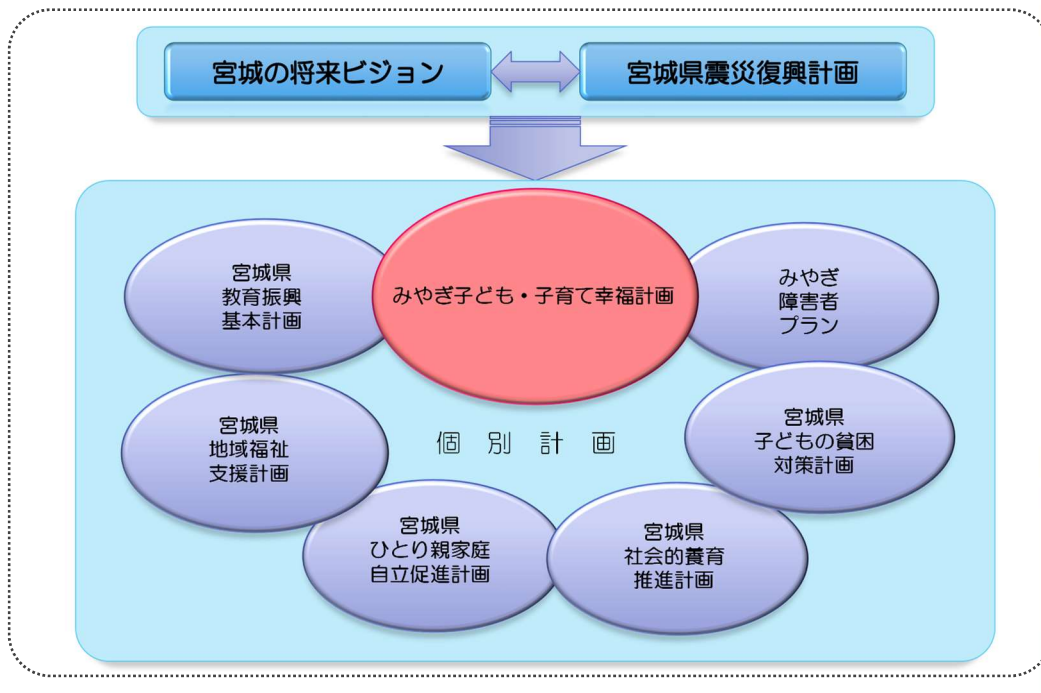 宮城の将来ビジョン
宮城県震災復興計画
みやぎ子ども・子育て幸福計画
宮城県
教育振興
基本計画
みやぎ
障害者
プラン
宮城県
地域福祉
支援計画
個別計画
宮城県
子どもの貧困
対策計画
宮城県
ひとり親家庭
自立促進計画
宮城県
社会的養育
推進計画